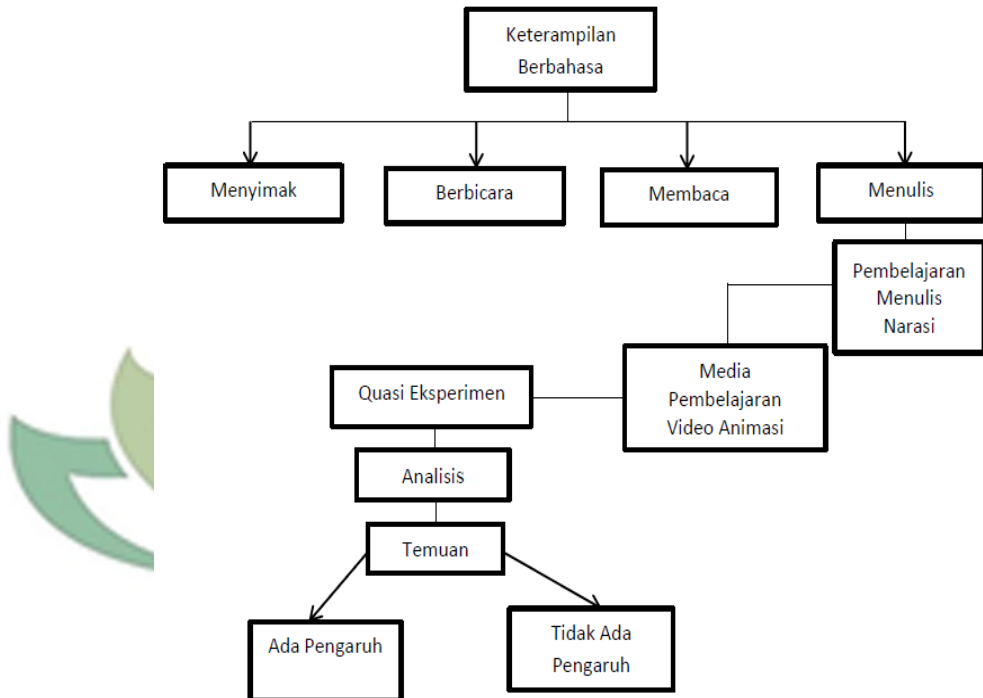 Keterampilan
Berbahasa
Menyimak
Berbicara
Membaca
Menulis
Pembelajaran
Menulis
Narasi
Media
Pembelajaran
Video Animasi
Quasi Eksperimen
Analisis
Temuan
Ada Pengaruh
Tidak Ada
Pengaruh